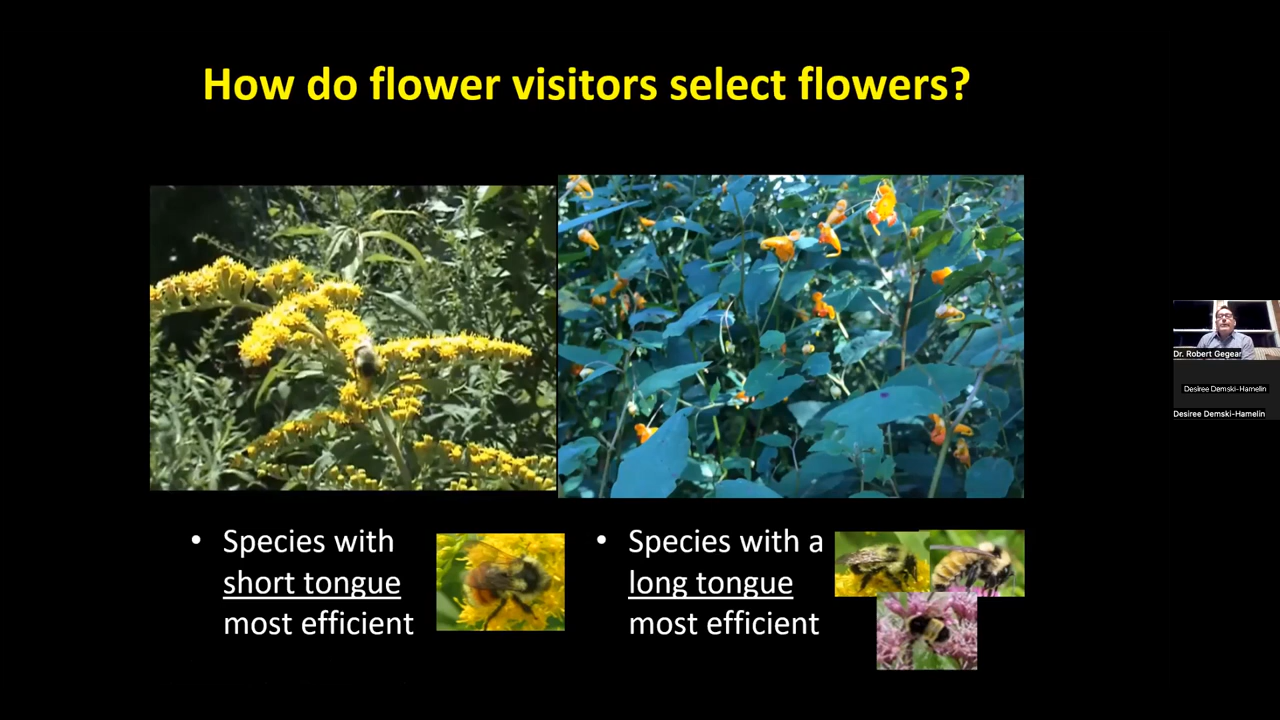 How do flower visitors select flowers?
• Species with
short tongue
most efficient
• Species with a
long tongue
most efficient
Dr. Robert Gegear
Desiree Demski-Hamelin
Desiree Demski-Hamelin